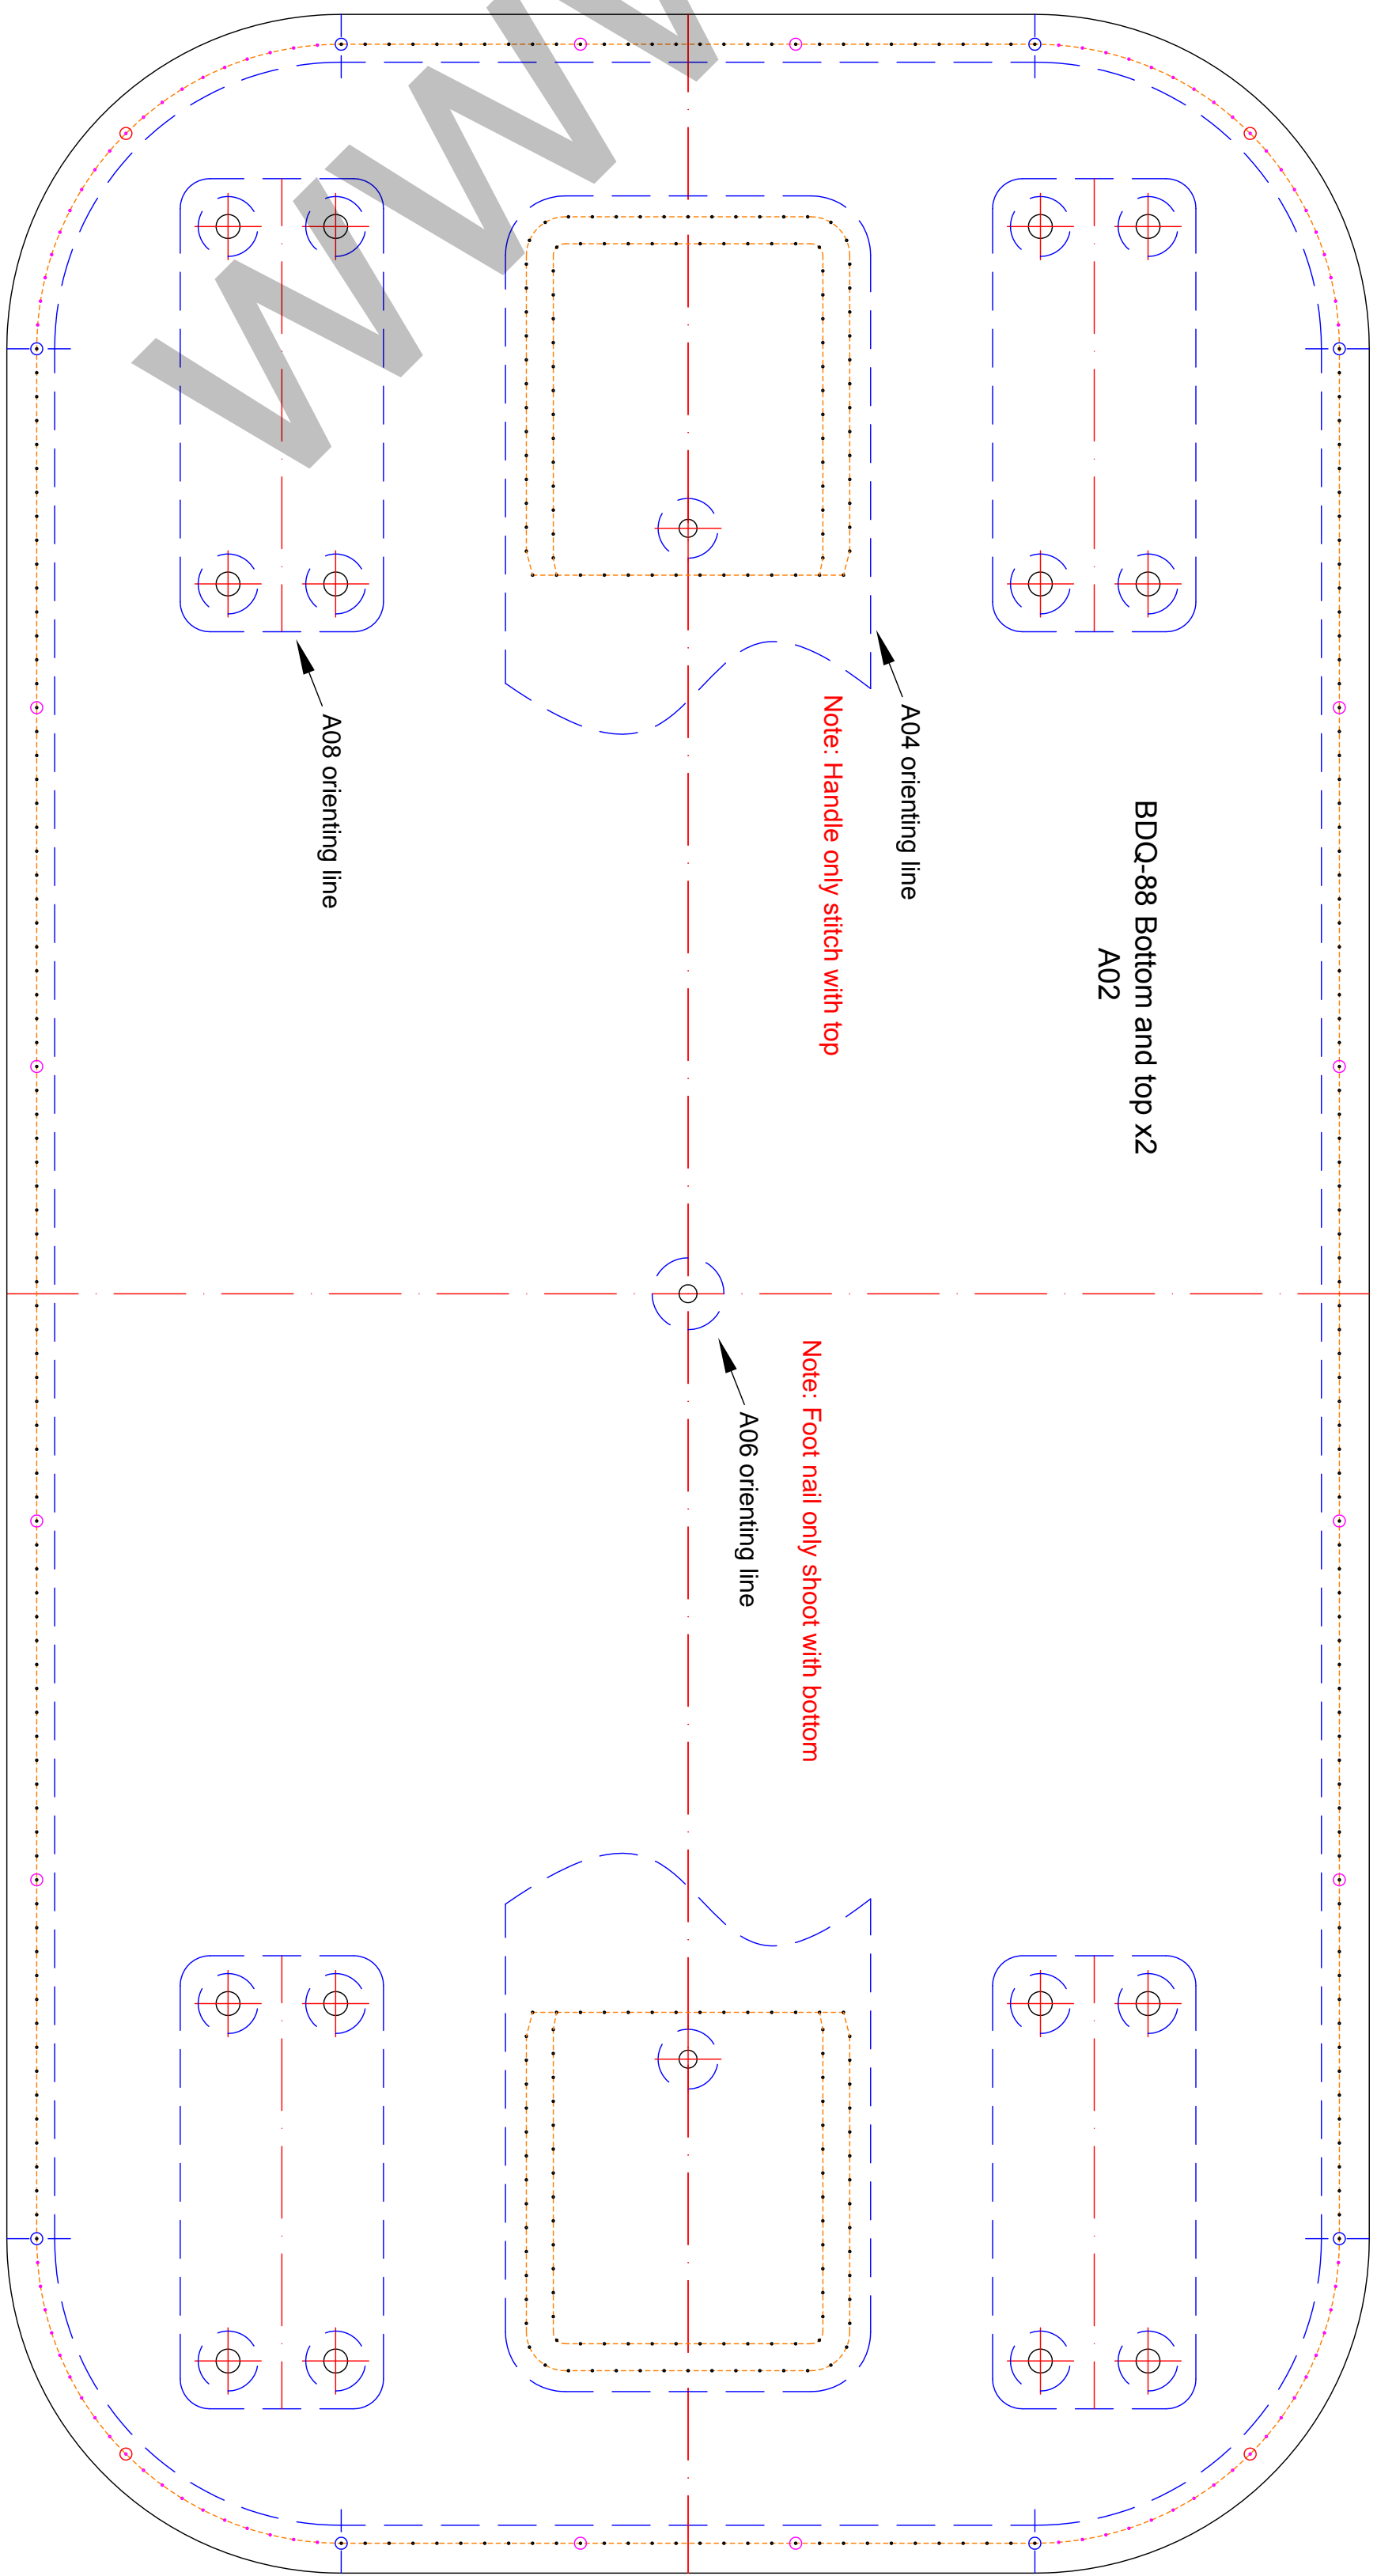 BDQ-88 Bottom and top x2
A02
A04 orienting line
Note: Handle only stitch with top
A08 orienting line
Note: Foot nail only shoot with bottom
A06 orienting line
www